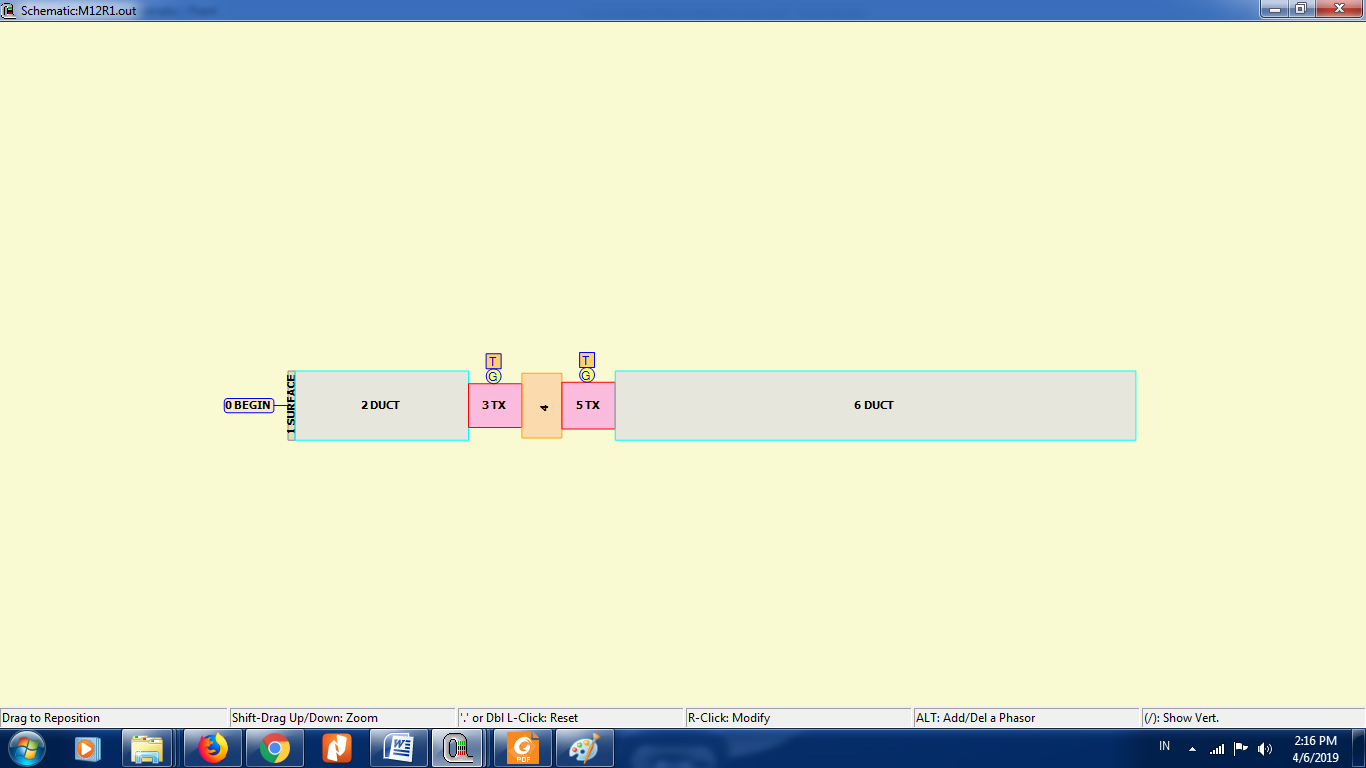 Schematic:M12R1.out
T
T
G
G
0 BEGIN
1 SURFACE
2 DUCT
3 TX
4
5 TX
6 DUCT
Drag to Reposition
Shift-Drag Up/Down: Zoom
'.' or Dbl L-Click: Reset
R-Click: Modify
ALT: Add/Del a Phasor
(/): Show Vert.
PDF
IN
2:16 PM
4/6/2019